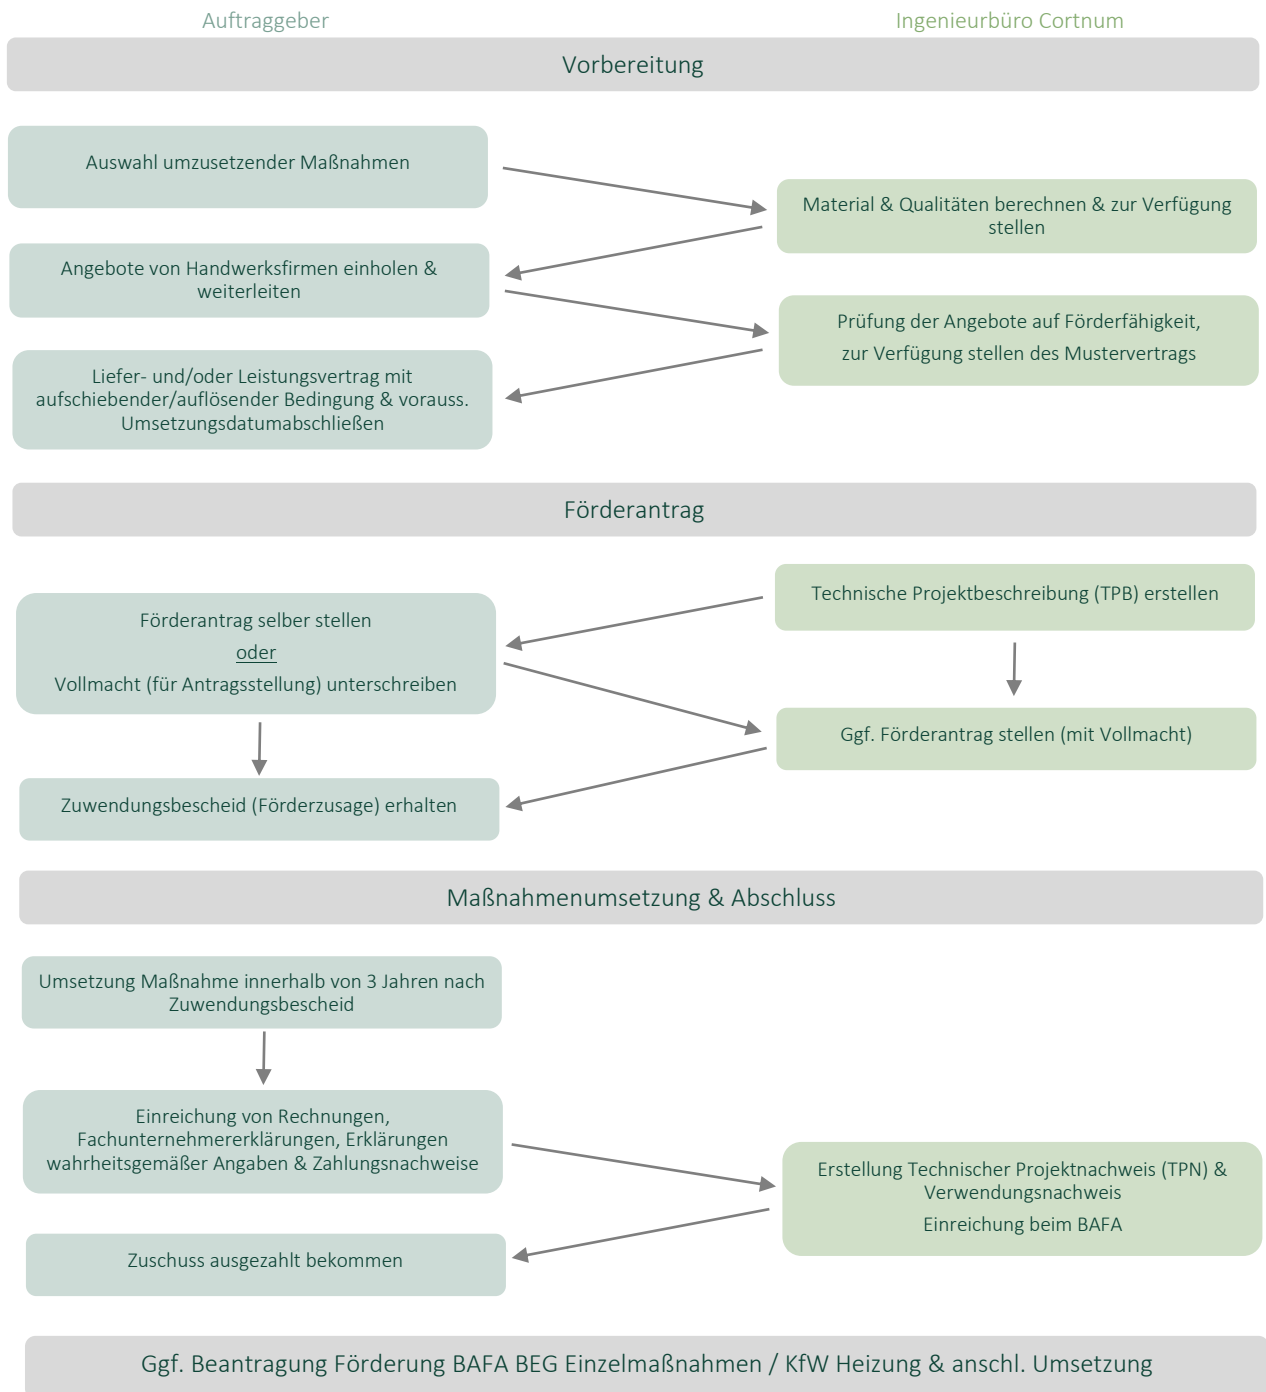 Auftraggeber
Ingenieurbüro Cortnum
Vorbereitung
Auswahl umzusetzender Maßnahmen
Material & Qualitäten berechnen & zur Verfügung
stellen
Angebote von Handwerksfirmen einholen &
weiterleiten
Prüfung der Angebote auf Förderfähigkeit,
zur Verfügung stellen des Mustervertrags
Liefer- und/oder Leistungsvertrag mit
aufschiebender/auflösender Bedingung & vorauss.
Umsetzungsdatumabschließen
Förderantrag
Technische Projektbeschreibung (TPB) erstellen
Förderantrag selber stellen
oder
Vollmacht (für Antragsstellung) unterschreiben
Ggf. Förderantrag stellen (mit Vollmacht)
Zuwendungsbescheid (Förderzusage) erhalten
Maßnahmenumsetzung & Abschluss
Umsetzung Maßnahme innerhalb von 3 Jahren nach
Zuwendungsbescheid
Einreichung von Rechnungen,
Fachunternehmererklärungen, Erklärungen
wahrheitsgemäßer Angaben & Zahlungsnachweise
Erstellung Technischer Projektnachweis (TPN) &
Verwendungsnachweis
Einreichung beim BAFA
Zuschuss ausgezahlt bekommen
Ggf. Beantragung Förderung BAFA BEG Einzelmaßnahmen / KfW Heizung & anschl. Umsetzung